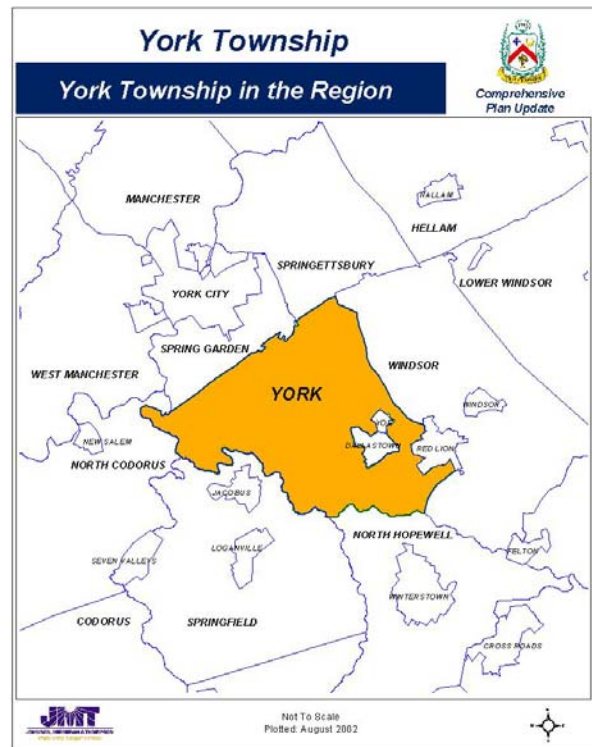 York Township
York Township in the Region
Comprehensive
Plan Update
MANCHESTER
HALLAM
HELLAM
SPRINGETTSBURY
LOWER WINDSOR
YORK CITY
SPRING GARDEN
WEST MANCHESTER
WINDSOR
YORK
WINDSOR
YOE
DALLASTOWN
RED LION
NEW SALEM
NORTH CODORUS
JACOBUS
NORTH HOPEWELL
LOGANVILLE
FELTON
SEVEN VALLEYS
WINTERSTOWN
CODORUS
SPRINGFIELD
CROSS ROADS
JMT
Not To Scale
Plotted: August 2002